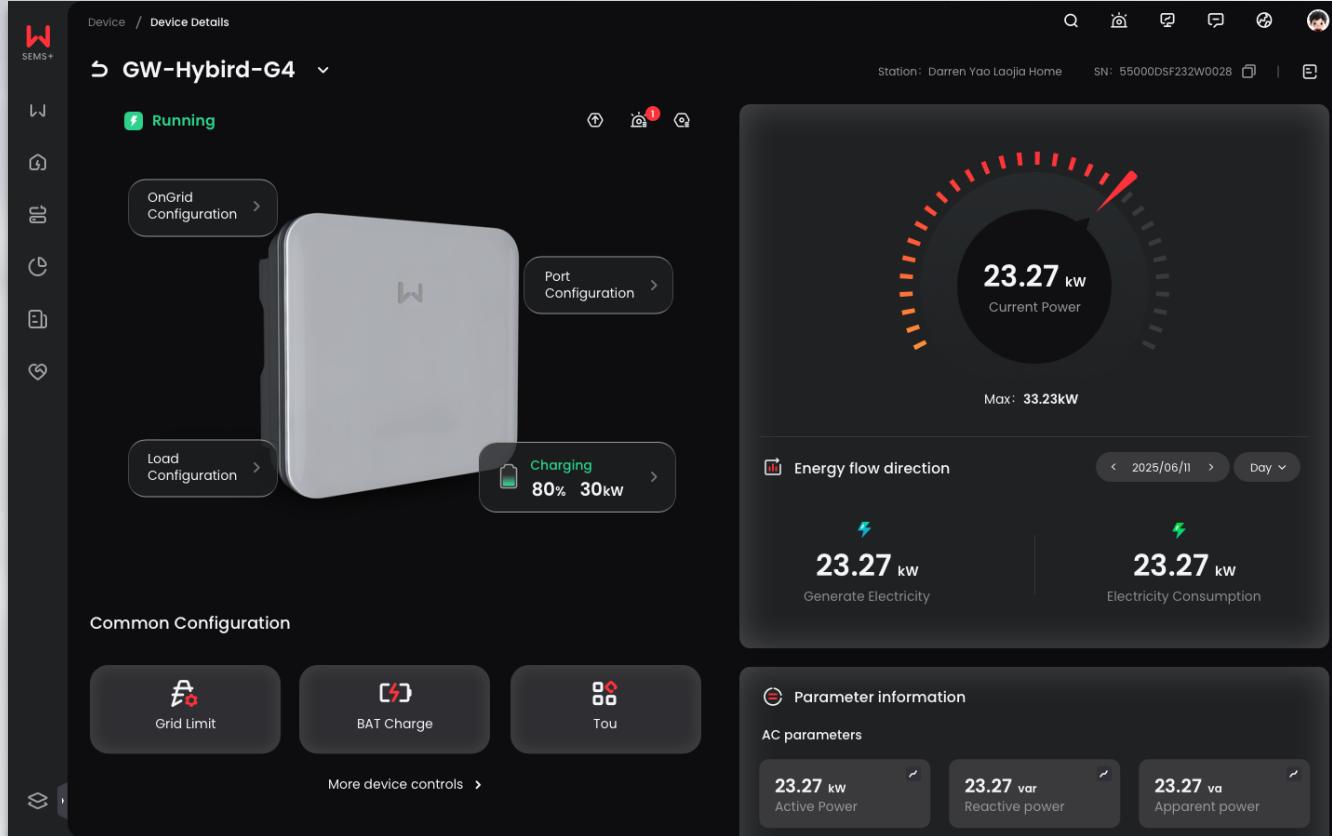 Device / Device Details
SEMS+
GW-Hybird-G4
Station: Darren Yao Laojia Home
SN: 55000DSF232W0028
Running
1
OnGrid
Configuration
Port
Configuration
Load
Configuration
Charging
80% 30kW
Common Configuration
Grid Limit
BAT Charge
Tou
More device controls
23.27 kW
Current Power
Max: 33.23kW
Energy flow direction
2025/06/11
Day
23.27 kW
Generate Electricity
23.27 kW
Electricity Consumption
Parameter information
AC parameters
23.27 kW
Active Power
23.27 var
Reactive power
23.27 va
Apparent power